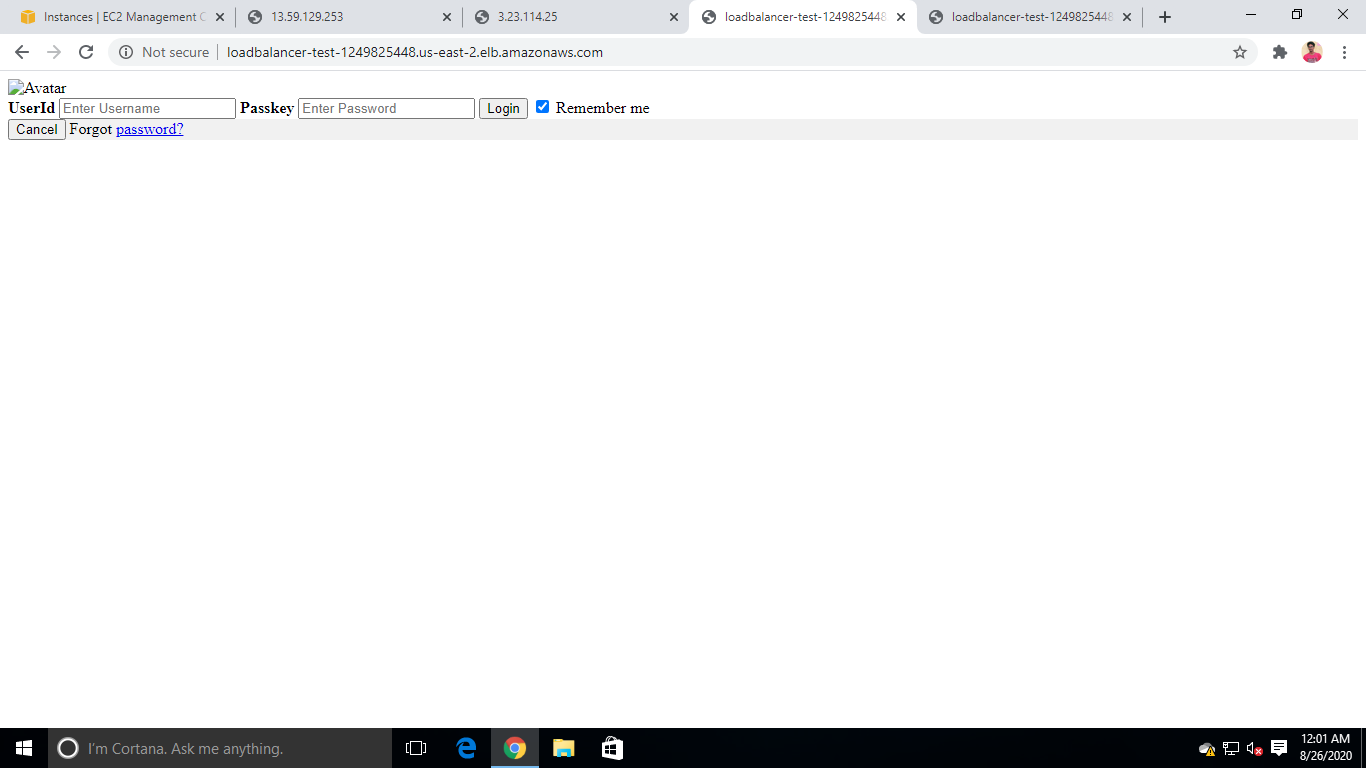 Instances | EC2 Management C
13.59.129.253
3.23.114.25
loadbalancer-test-1249825448
loadbalancer-test-1249825448
Not secure
loadbalancer-test-1249825448.us-east-2.elb.amazonaws.com
Avatar
UserId Enter Username Passkey Enter Password Login Remember me
Cancel Forgot password?
I'm Cortana. Ask me anything.
12:01 AM
8/26/2020